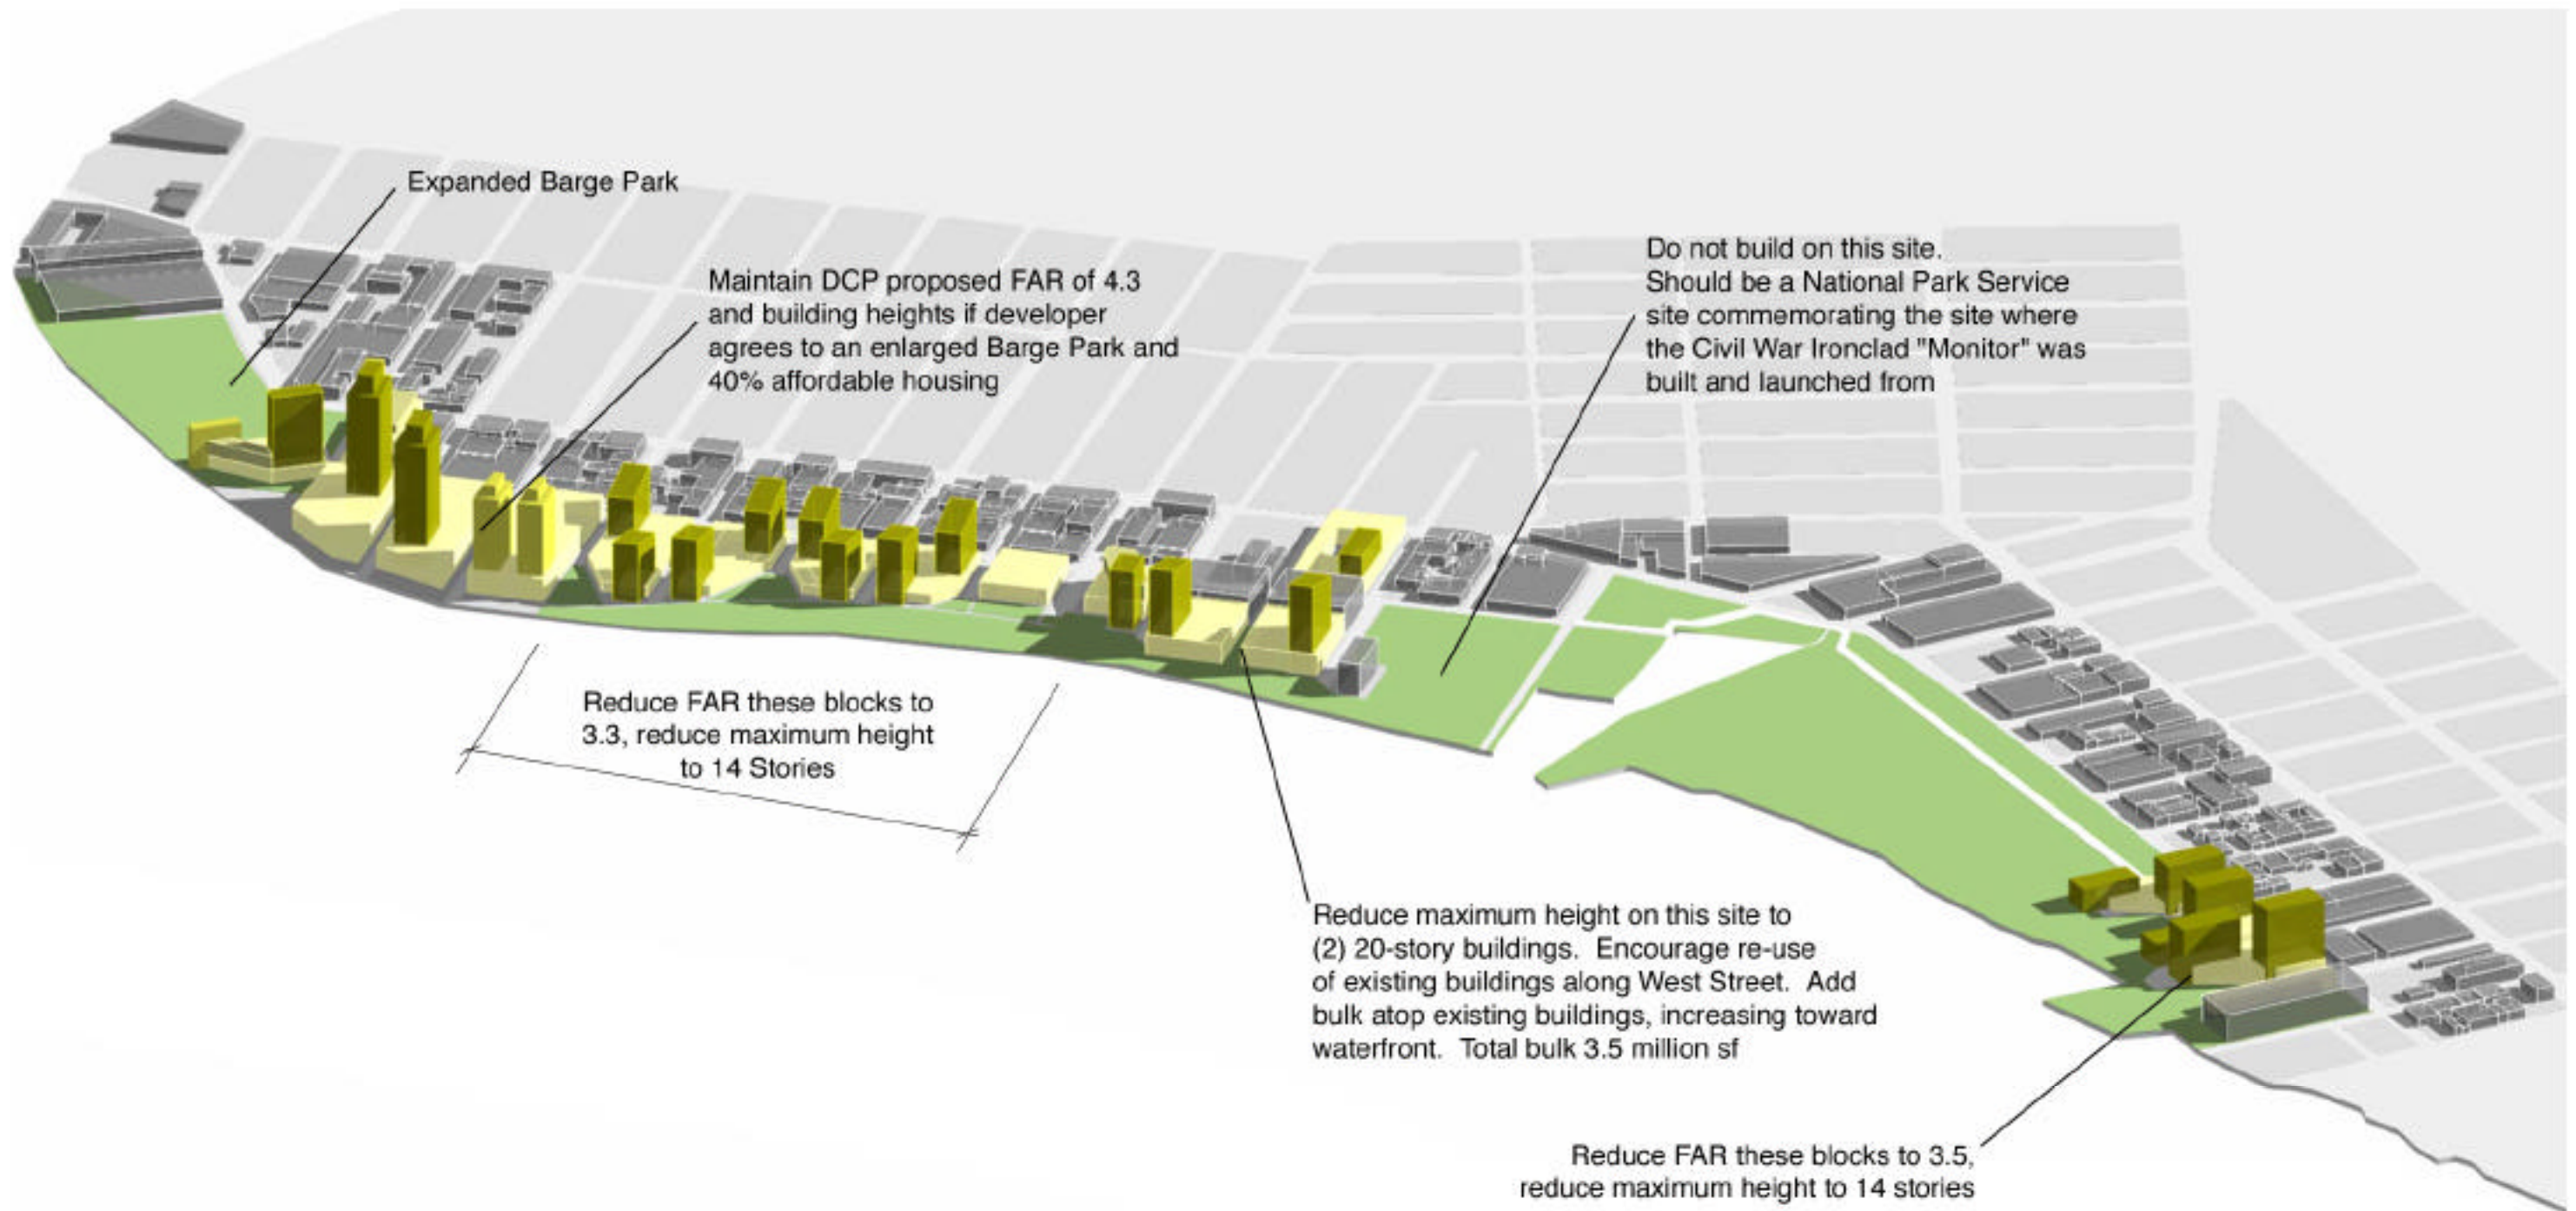 Expanded Barge Park
Maintain DCP proposed FAR of 4.3
and building heights if developer
agrees to an enlarged Barge Park and
40% affordable housing
Do not build on this site.
Should be a National Park Service
site commemorating the site where
the Civil War Ironclad "Monitor" was
built and launched from
Reduce FAR these blocks to
3.3, reduce maximum height
to 14 Stories
Reduce maximum height on this site to
(2) 20-story buildings.  Encourage re-use
of existing buildings along West Street.  Add
bulk atop existing buildings, increasing toward
waterfront.  Total bulk 3.5 million sf
Reduce FAR these blocks to 3.5,
reduce maximum height to 14 stories